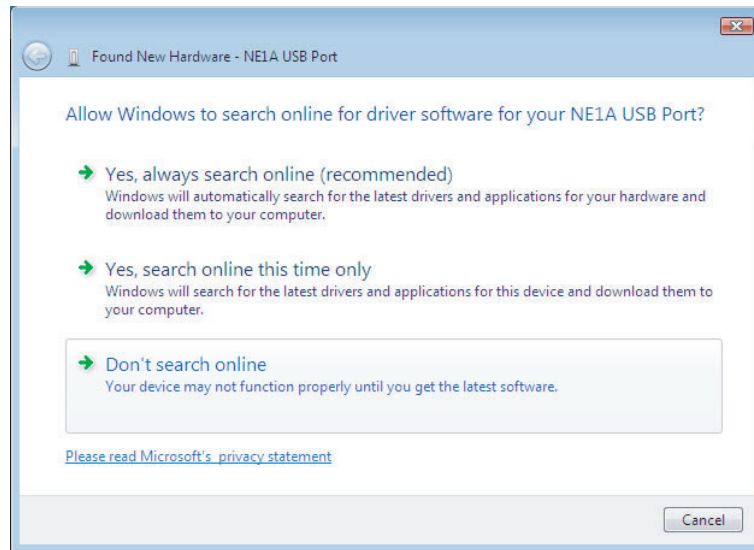 Found New Hardware - NE1A USB Port
Allow Windows to search online for driver software for your NE1A USB Port?
Yes, always search online (recommended)
Windows will automatically search for the latest drivers and applications for your hardware and
download them to your computer.
Yes, search online this time only
Windows will search for the latest drivers and applications for this device and download them to
your computer.
Don't search online
Your device may not function properly until you get the latest software.
Please read Microsoft's privacy statement
Cancel